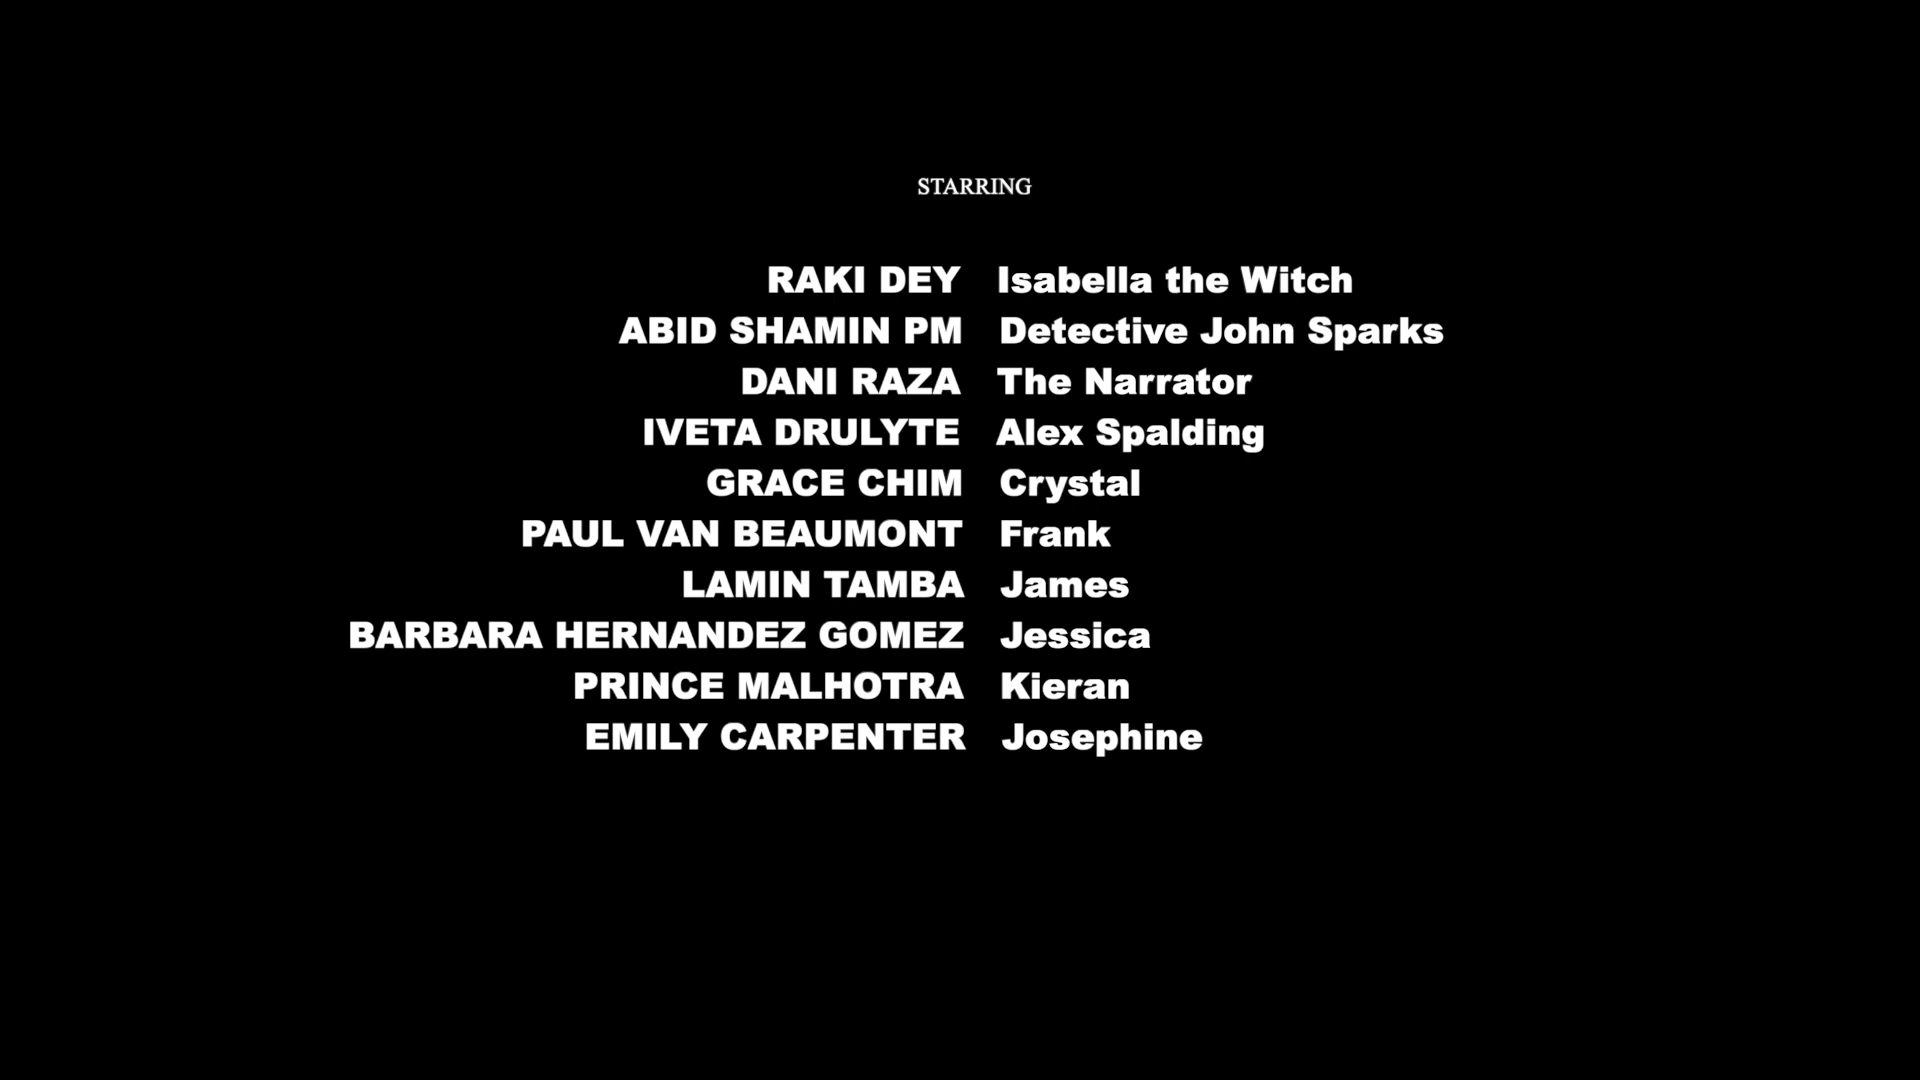 STARRING
RAKI DEY Isabella the Witch
ABID SHAMIN PM Detective John Sparks
DANI RAZA The Narrator
IVETA DRULYTE Alex Spalding
GRACE CHIM Crystal
PAUL VAN BEAUMONT Frank
LAMIN TAMBA James
BARBARA HERNANDEZ GOMEZ Jessica
PRINCE MALHOTRA Kieran
EMILY CARPENTER Josephine